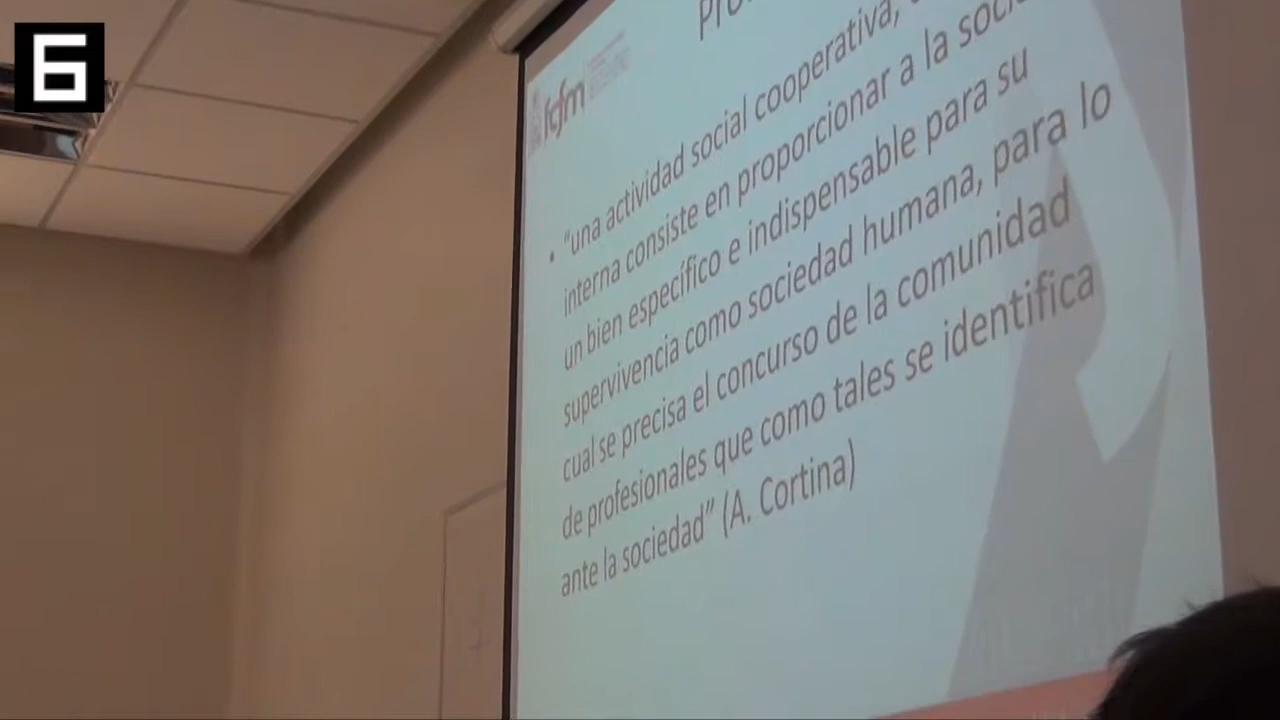 6
fcfm
• “una actividad social cooperativa,
interna consiste en proporcionar a la
un bien específico e indispensable para su
supervivencia como sociedad humana, para lo
cual se precisa el concurso de la comunidad
de profesionales que como tales se identifica
ante la sociedad” (A. Cortina)